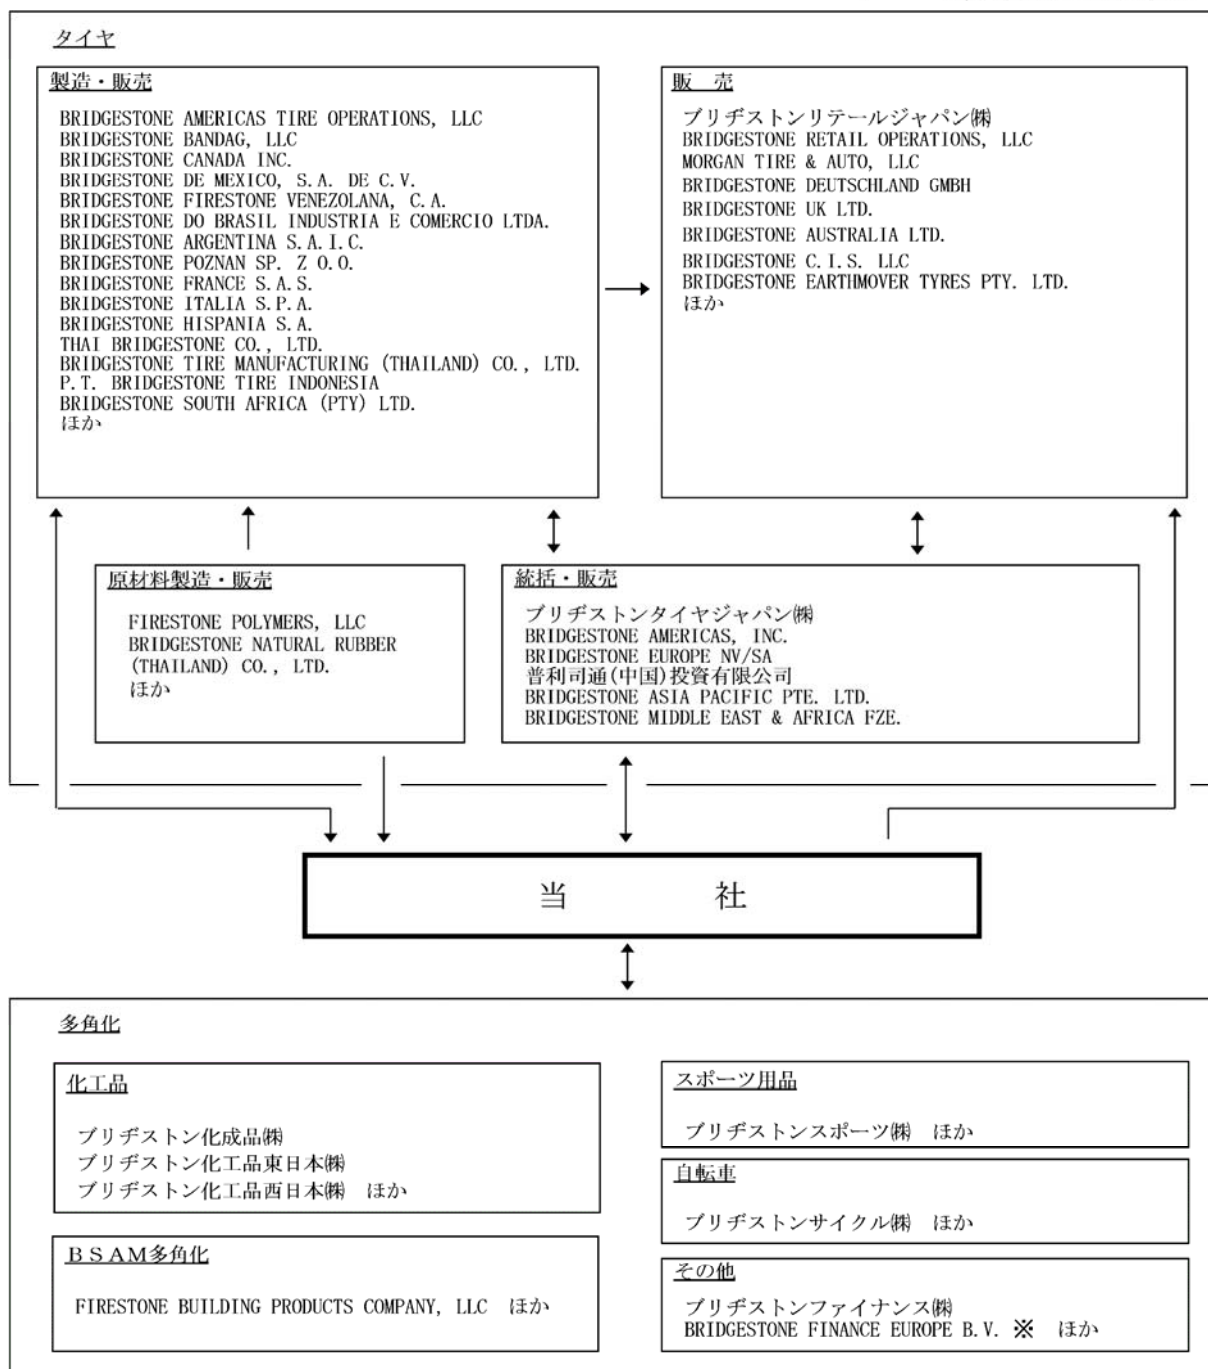 タイヤ
製造・販売
BRIDGESTONE AMERICAS TIRE OPERATIONS, LLC
BRIDGESTONE BANDAG, LLC
BRIDGESTONE CANADA INC.
BRIDGESTONE DE MEXICO, S.A. DE C.V.
BRIDGESTONE FIRESTONE VENEZOLANA, C.A.
BRIDGESTONE DO BRASIL INDUSTRIA E COMERCIO LTDA.
BRIDGESTONE ARGENTINA S.A.I.C.
BRIDGESTONE POZNAN SP. Z O.O.
BRIDGESTONE FRANCE S.A.S.
BRIDGESTONE ITALIA S.P.A.
BRIDGESTONE HISPANIA S.A.
THAI BRIDGESTONE CO., LTD.
BRIDGESTONE TIRE MANUFACTURING (THAILAND) CO., LTD.
P.T. BRIDGESTONE TIRE INDONESIA
BRIDGESTONE SOUTH AFRICA (PTY) LTD.
ほか
販　売
ブリヂストンリテールジャパン㈱
BRIDGESTONE RETAIL OPERATIONS, LLC
MORGAN TIRE & AUTO, LLC
BRIDGESTONE DEUTSCHLAND GMBH
BRIDGESTONE UK LTD.
BRIDGESTONE AUSTRALIA LTD.
BRIDGESTONE C.I.S. LLC
BRIDGESTONE EARTHMOVER TYRES PTY. LTD.
ほか
原材料製造・販売
FIRESTONE POLYMERS, LLC
BRIDGESTONE NATURAL RUBBER
(THAILAND) CO., LTD.
ほか
統括・販売
ブリヂストンタイヤジャパン㈱
BRIDGESTONE AMERICAS, INC.
BRIDGESTONE EUROPE NV/SA
普利司通(中国)投資有限公司
BRIDGESTONE ASIA PACIFIC PTE. LTD.
BRIDGESTONE MIDDLE EAST & AFRICA FZE.
当　　　社
多角化
化工品
ブリヂストン化成品㈱
ブリヂストン化工品東日本㈱
ブリヂストン化工品西日本㈱　ほか
ＢＳＡＭ多角化
FIRESTONE BUILDING PRODUCTS COMPANY, LLC　ほか
スポーツ用品
ブリヂストンスポーツ㈱　ほか
自転車
ブリヂストンサイクル㈱　ほか
その他
ブリヂストンファイナンス㈱
BRIDGESTONE FINANCE EUROPE B.V. ※　ほか